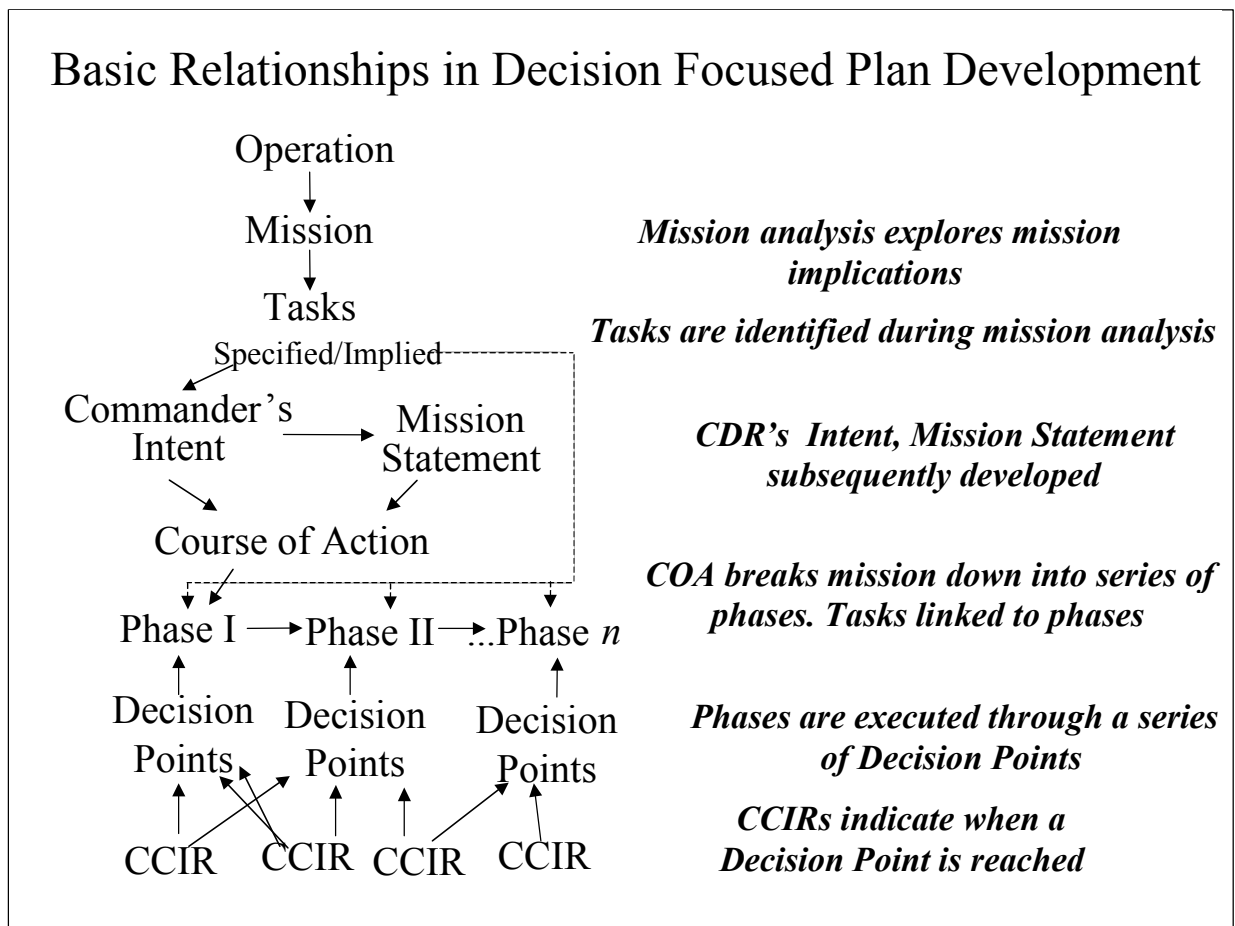 Basic Relationships in Decision Focused Plan Development
Operation
Mission
Tasks
Specified/Implied
Commander's
Intent
Mission
Statement
Course of Action
Phase I
Phase II
...Phase n
Decision
Points
Decision
Points
Decision
Points
CCIR
CCIR
CCIR
CCIR
Mission analysis explores mission
implications
Tasks are identified during mission analysis
CDR's Intent, Mission Statement
subsequently developed
COA breaks mission down into series of
phases. Tasks linked to phases
Phases are executed through a series
of Decision Points
CCIRs indicate when a
Decision Point is reached